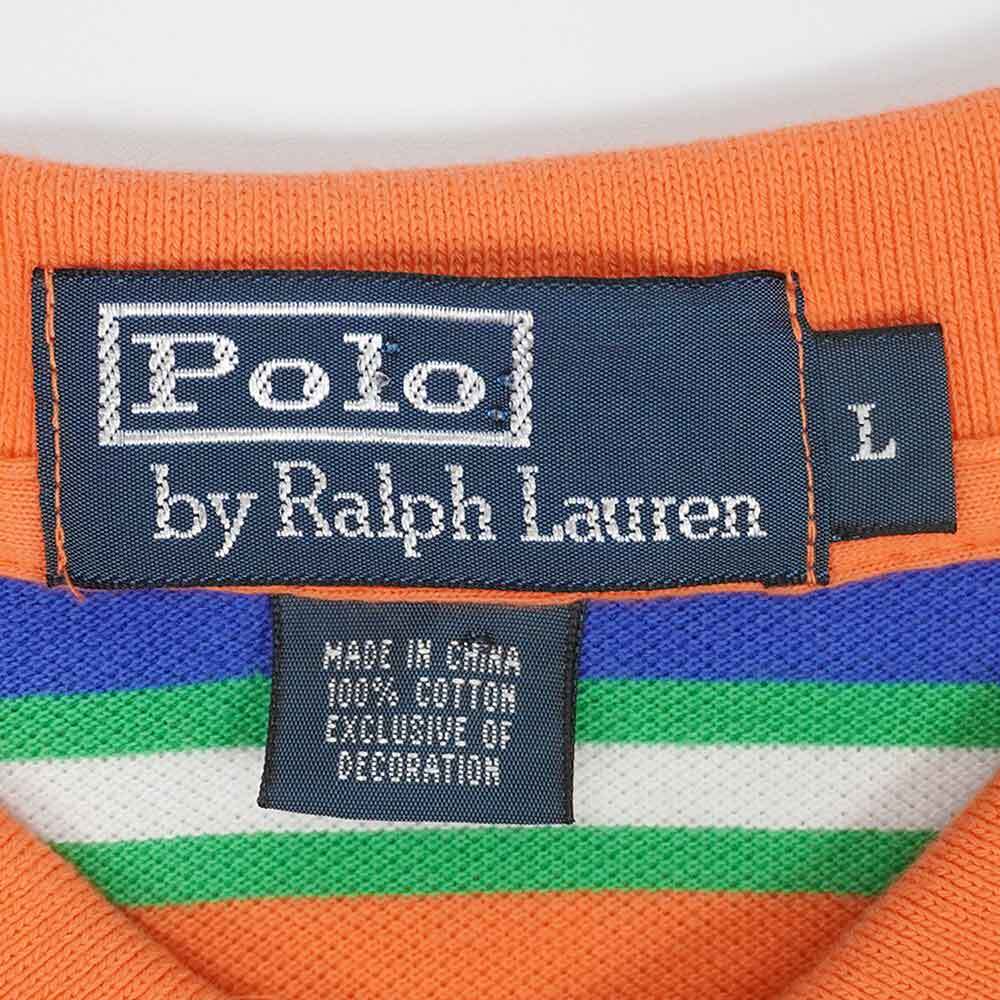 Polo
by Ralph Lauren
L
MADE IN CHINA
100% COTTON
EXCLUSIVE OF
DECORATION